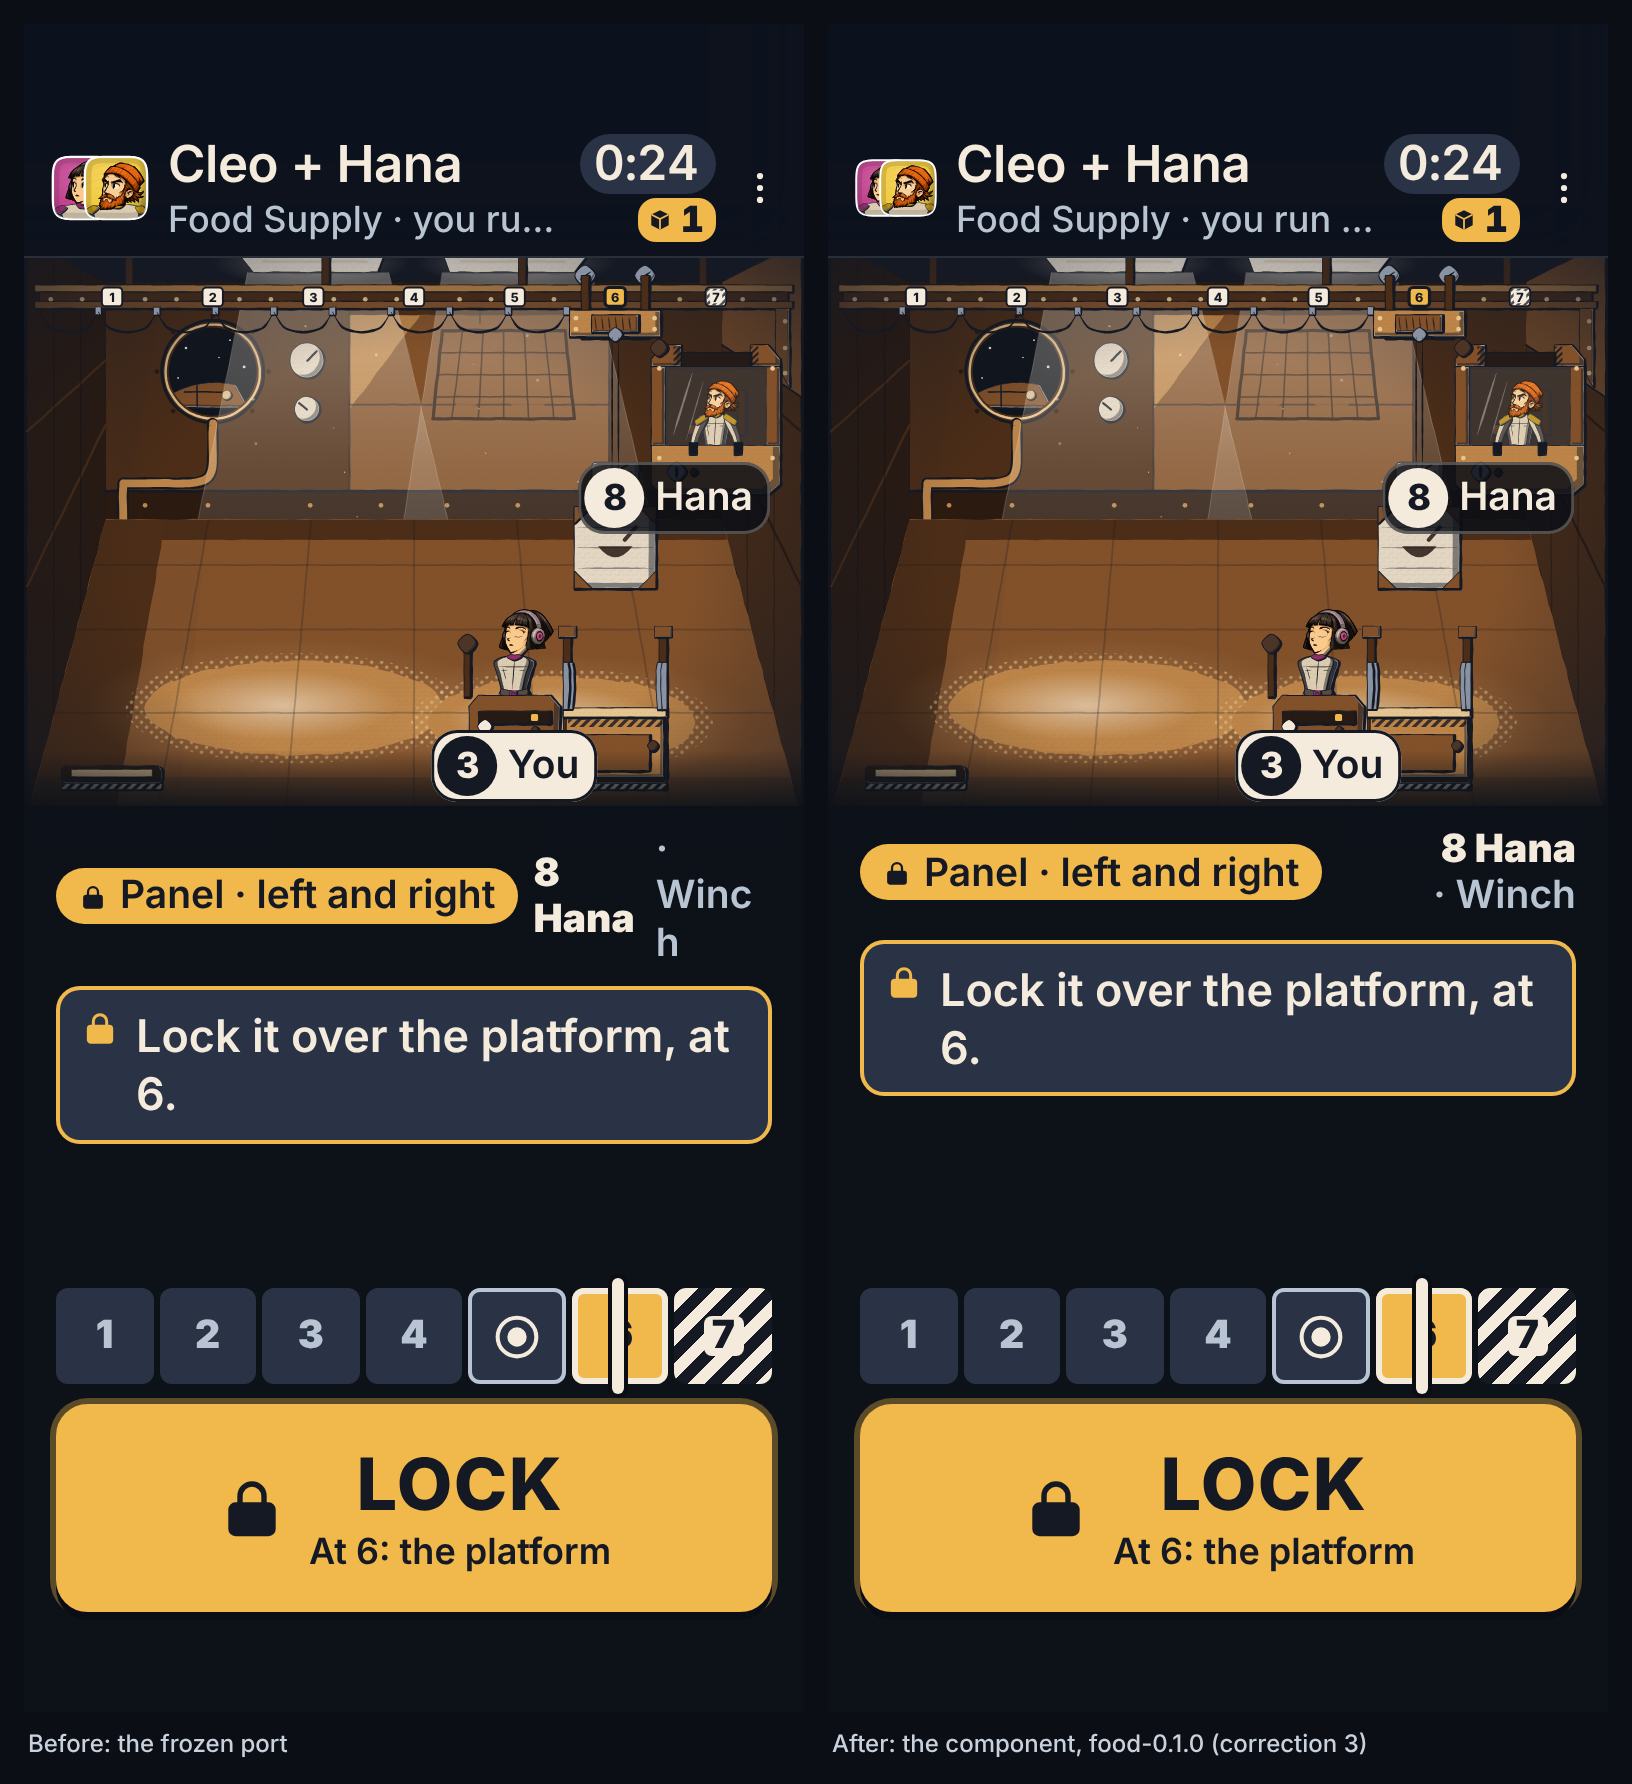 Cleo + Hana
0:24
Food Supply · you ru...
1
1 2 3 4 5 6 7
8 Hana
3 You
Panel · left and right
8 Hana
· Winch
Lock it over the platform, at
6.
1 2 3 4 7
LOCK
At 6: the platform
Before: the frozen port
Cleo + Hana
0:24
Food Supply · you run ...
1
1 2 3 4 5 6 7
8 Hana
3 You
Panel · left and right
8 Hana
· Winch
Lock it over the platform, at
6.
1 2 3 4 7
LOCK
At 6: the platform
After: the component, food-0.1.0 (correction 3)